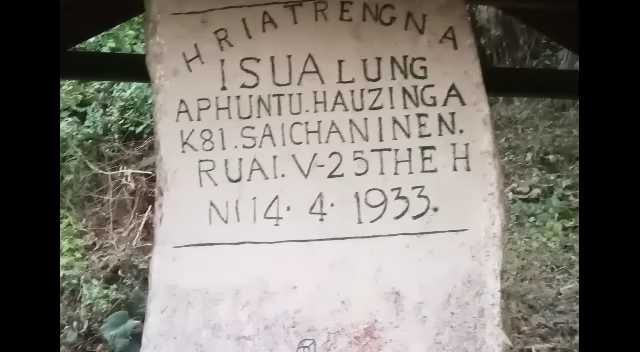 HRIATRENGNA
ISUALUNG
APHUNTU.HAUZINGA
K81.SAICHANINEN.
RUAI.V-25THE H
NI14.4.1933.